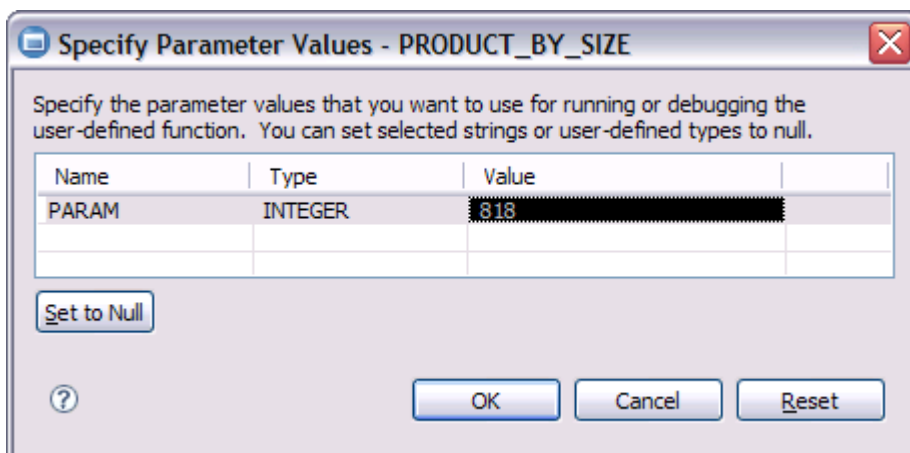 Specify Parameter Values - PRODUCT_BY_SIZE
Specify the parameter values that you want to use for running or debugging the
user-defined function. You can set selected strings or user-defined types to null.
Name Type Value
PARAM INTEGER 818
Set to Null
? OK Cancel Reset